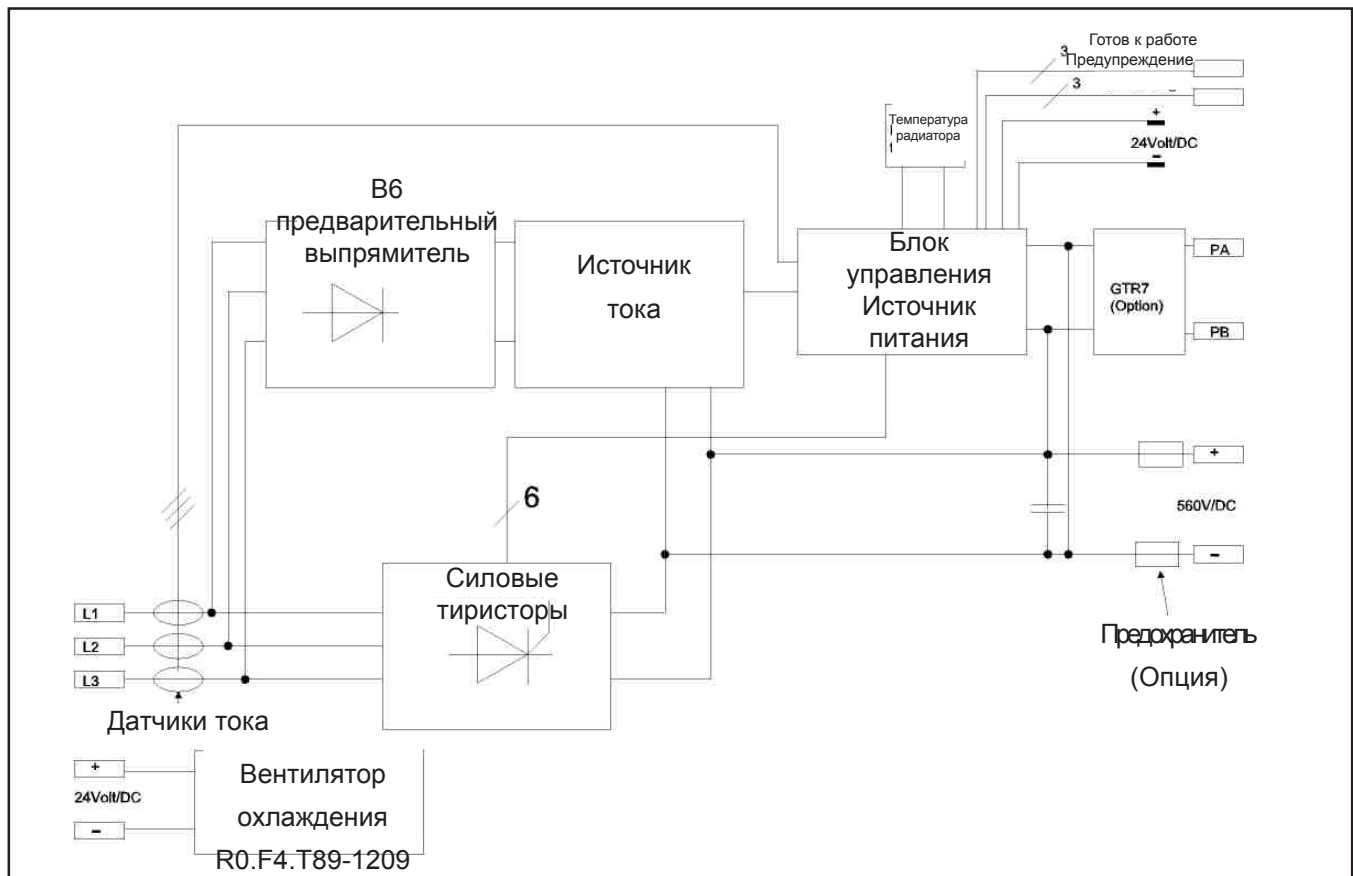 Готов к работе
3
Предупреждение
3
Температура
радиатора
+
24Volt/DC
-
В6
предварительный
выпрямитель
Источник
тока
Блок
управления
Источник
питания
GTR7
(Option)
PA
PB
+
560V/DC
-
6
Силовые
тиристоры
L1
L2
L3
Датчики тока
Предохранитель
(Опция)
+
24Volt/DC
-
Вентилятор
охлаждения
R0.F4.T89-1209